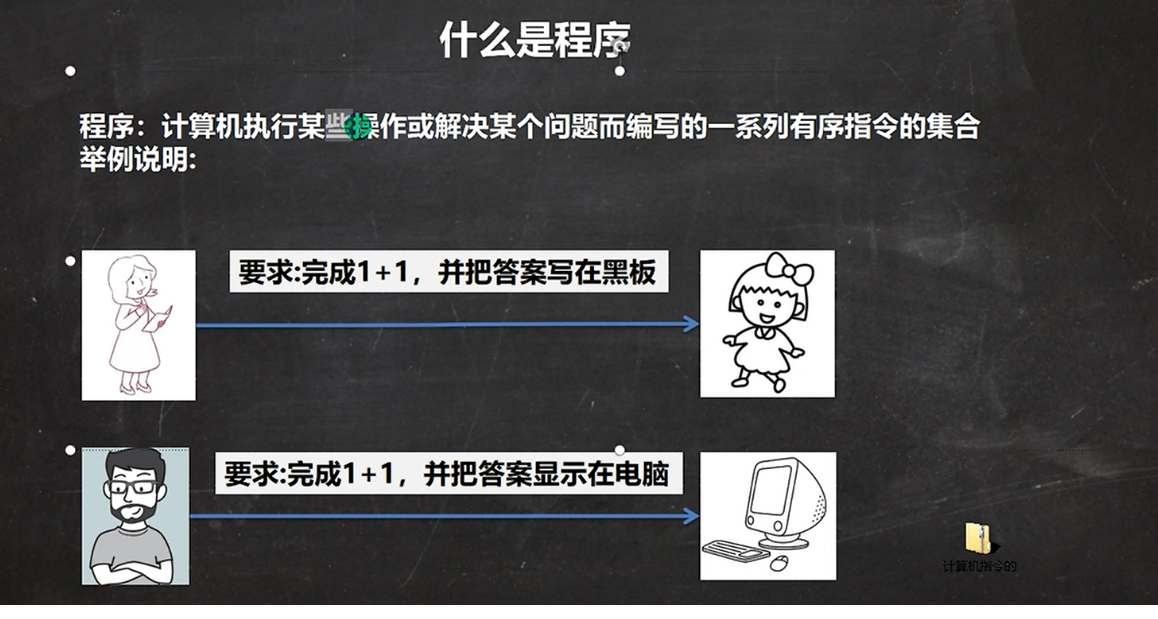 什么是程序
程序：计算机执行某些操作或解决某个问题而编写的一系列有序指令的集合
举例说明:
要求:完成1+1，并把答案写在黑板
要求:完成1+1，并把答案显示在电脑
计算机指令的